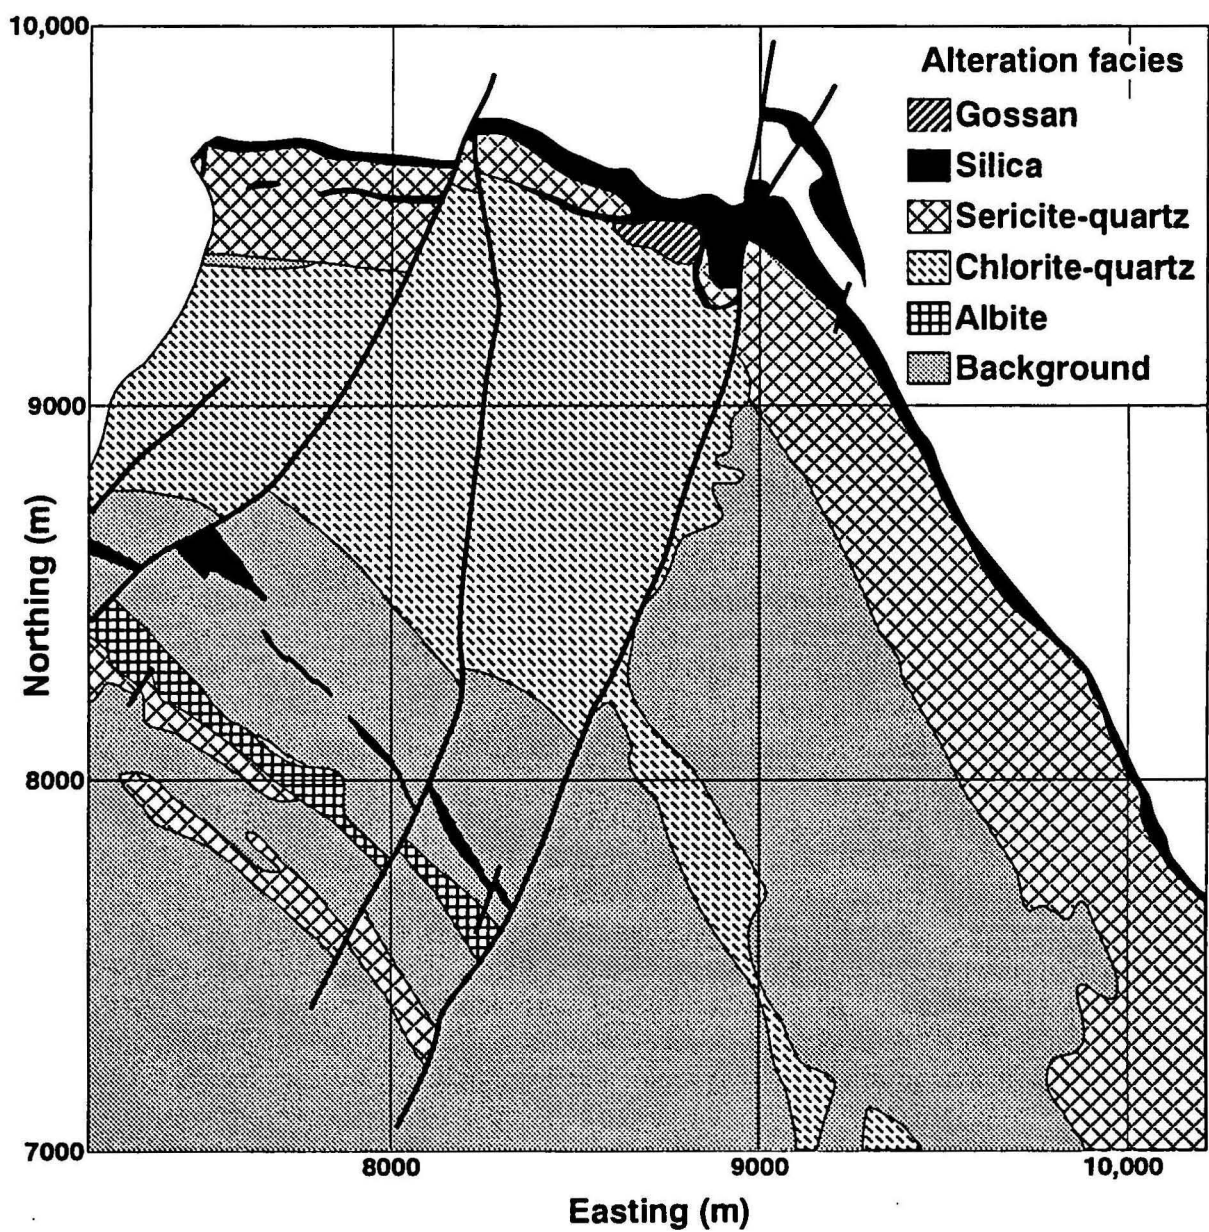 10,000
Alteration facies
Gossan
Silica
Sericite-quartz
Chlorite-quartz
Albite
Background
9000
Northing (m)
8000
7000
8000
9000
10,000
Easting (m)